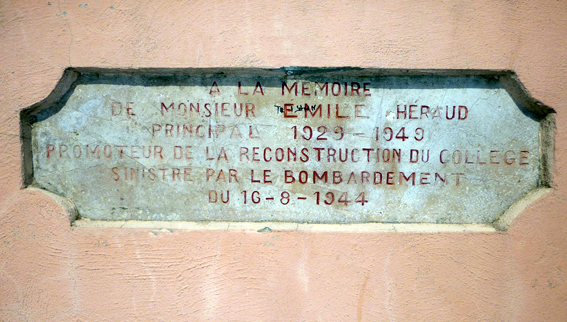 A LA MEMOIRE
DE MONSIEUR EMILE HÉRAUD
PRINCIPAL 1929-1949
PROMOTEUR DE LA RECONSTRUCTION DU COLLEGE
SINISTRE PAR LE BOMBARDEMENT
DU 16-8-1944